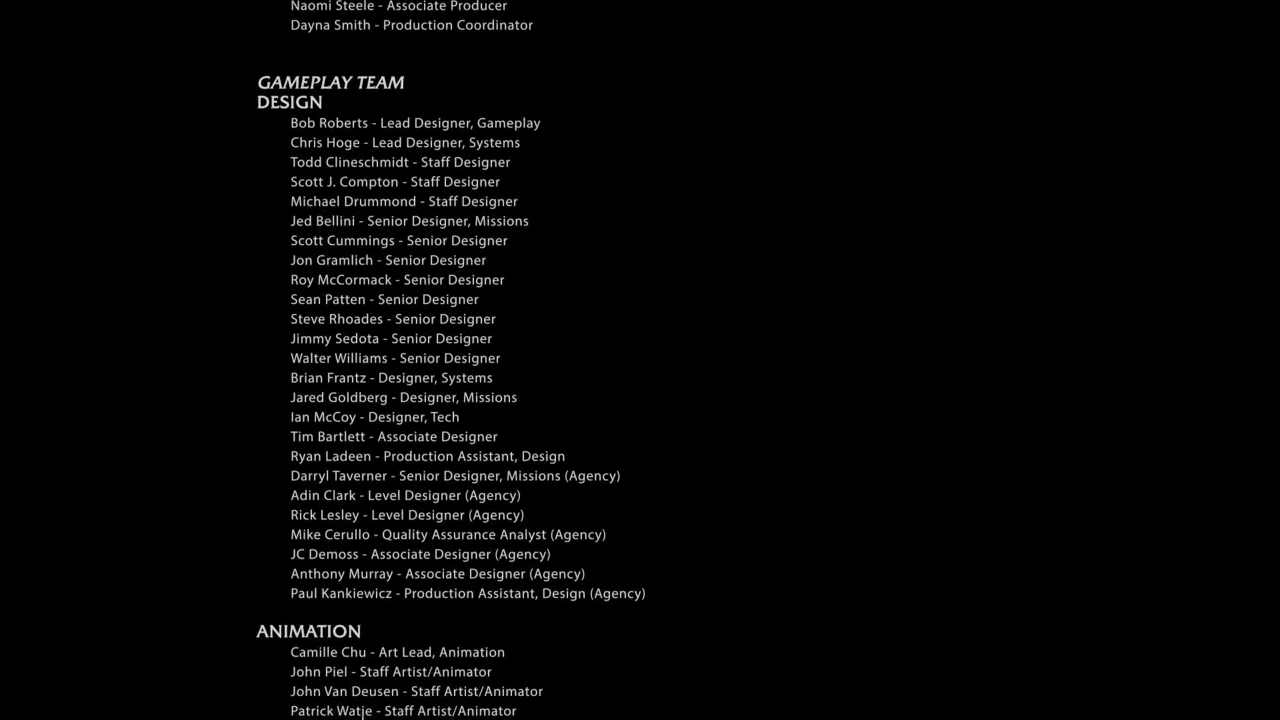 Naomi Steele - Associate Producer
Dayna Smith - Production Coordinator
GAMEPLAY TEAM
DESIGN
Bob Roberts - Lead Designer, Gameplay
Chris Hoge - Lead Designer, Systems
Todd Clineschmidt - Staff Designer
Scott J. Compton - Staff Designer
Michael Drummond - Staff Designer
Jed Bellini - Senior Designer, Missions
Scott Cummings - Senior Designer
Jon Gramlich - Senior Designer
Roy McCormack - Senior Designer
Sean Patten - Senior Designer
Steve Rhoades - Senior Designer
Jimmy Sedota - Senior Designer
Walter Williams - Senior Designer
Brian Frantz - Designer, Systems
Jared Goldberg - Designer, Missions
Ian McCoy - Designer, Tech
Tim Bartlett - Associate Designer
Ryan Ladeen - Production Assistant, Design
Darryl Taverner - Senior Designer, Missions (Agency)
Adin Clark - Level Designer (Agency)
Rick Lesley - Level Designer (Agency)
Mike Cerullo - Quality Assurance Analyst (Agency)
JC Demoss - Associate Designer (Agency)
Anthony Murray - Associate Designer (Agency)
Paul Kankiewicz - Production Assistant, Design (Agency)
ANIMATION
Camille Chu - Art Lead, Animation
John Piel - Staff Artist/Animator
John Van Deusen - Staff Artist/Animator
Patrick Watje - Staff Artist/Animator